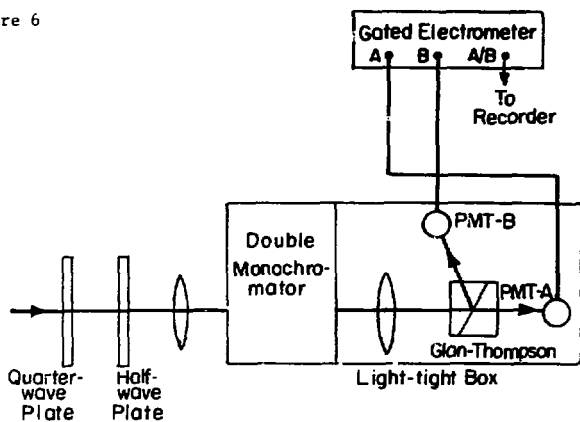 re 6
Gated Electrometer
A B A/B
To
Recorder
PMT-B
Double
Monochro-
mator
PMT-A
Glan-Thompson
Quarter-
wave
Plate
Half-
wave
Plate
Light-tight Box